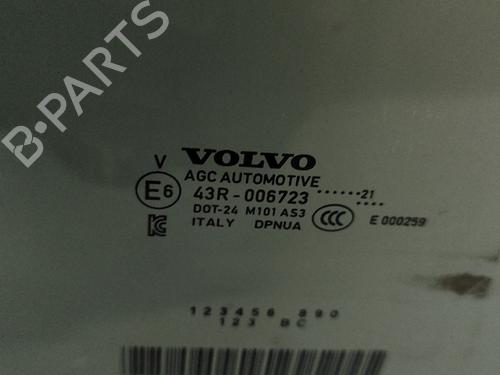 B-PARTS
V VOLVO
AGC AUTOMOTIVE
E6 43R-006723 ......21
....
DOT-24 M101 AS3 CCC E 000259
KC ITALY DPNUA
123456 890
123 BC